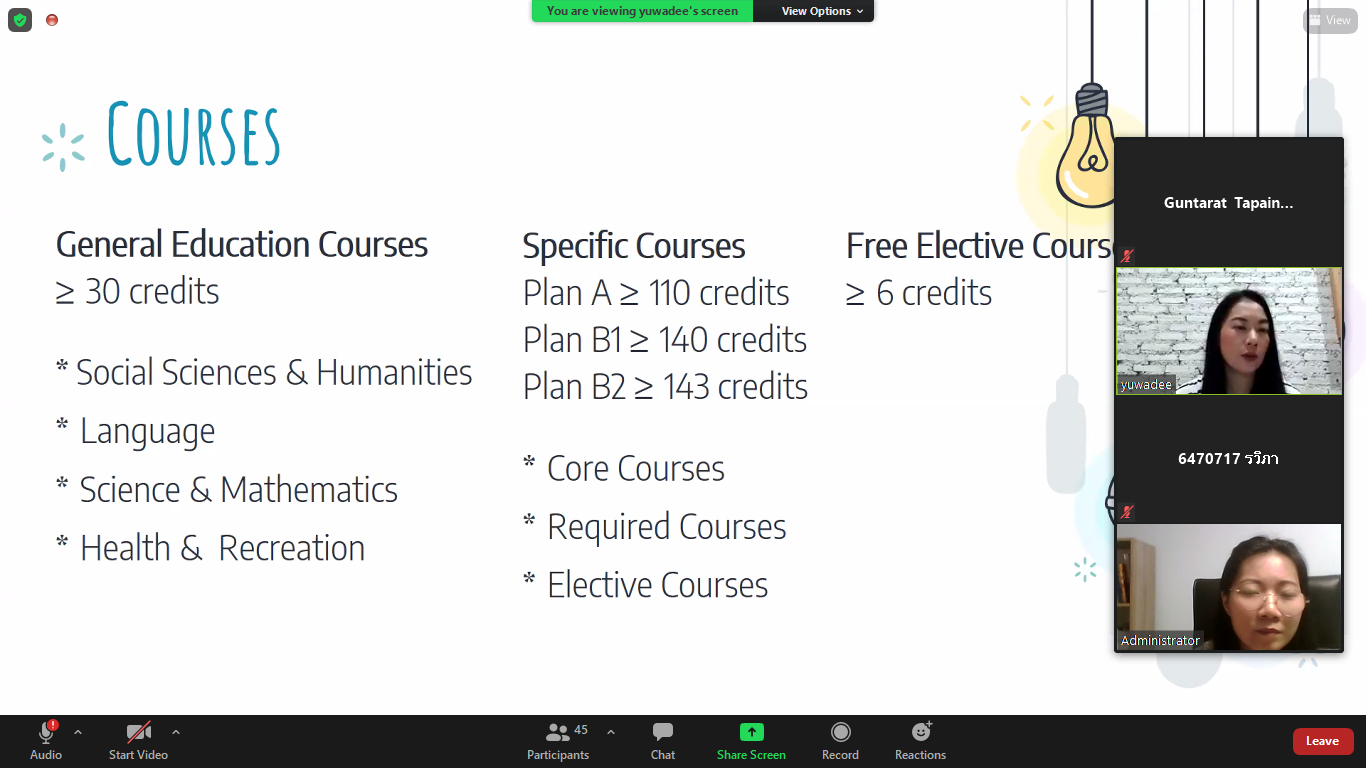 You are viewing yuwadee's screen
View Options
View
COURSES
General Education Courses
≥ 30 credits
* Social Sciences & Humanities
* Language
* Science & Mathematics
* Health & Recreation
Specific Courses
Plan A ≥ 110 credits
Plan B1 ≥ 140 credits
Plan B2 ≥ 143 credits
* Core Courses
* Required Courses
* Elective Courses
Free Elective Cours
≥ 6 credits
Guntarat Tapain...
yuwadee
6470717 รวิภา
Administrator
Audio
Start Video
45
Participants
Chat
Share Screen
Record
Reactions
Leave